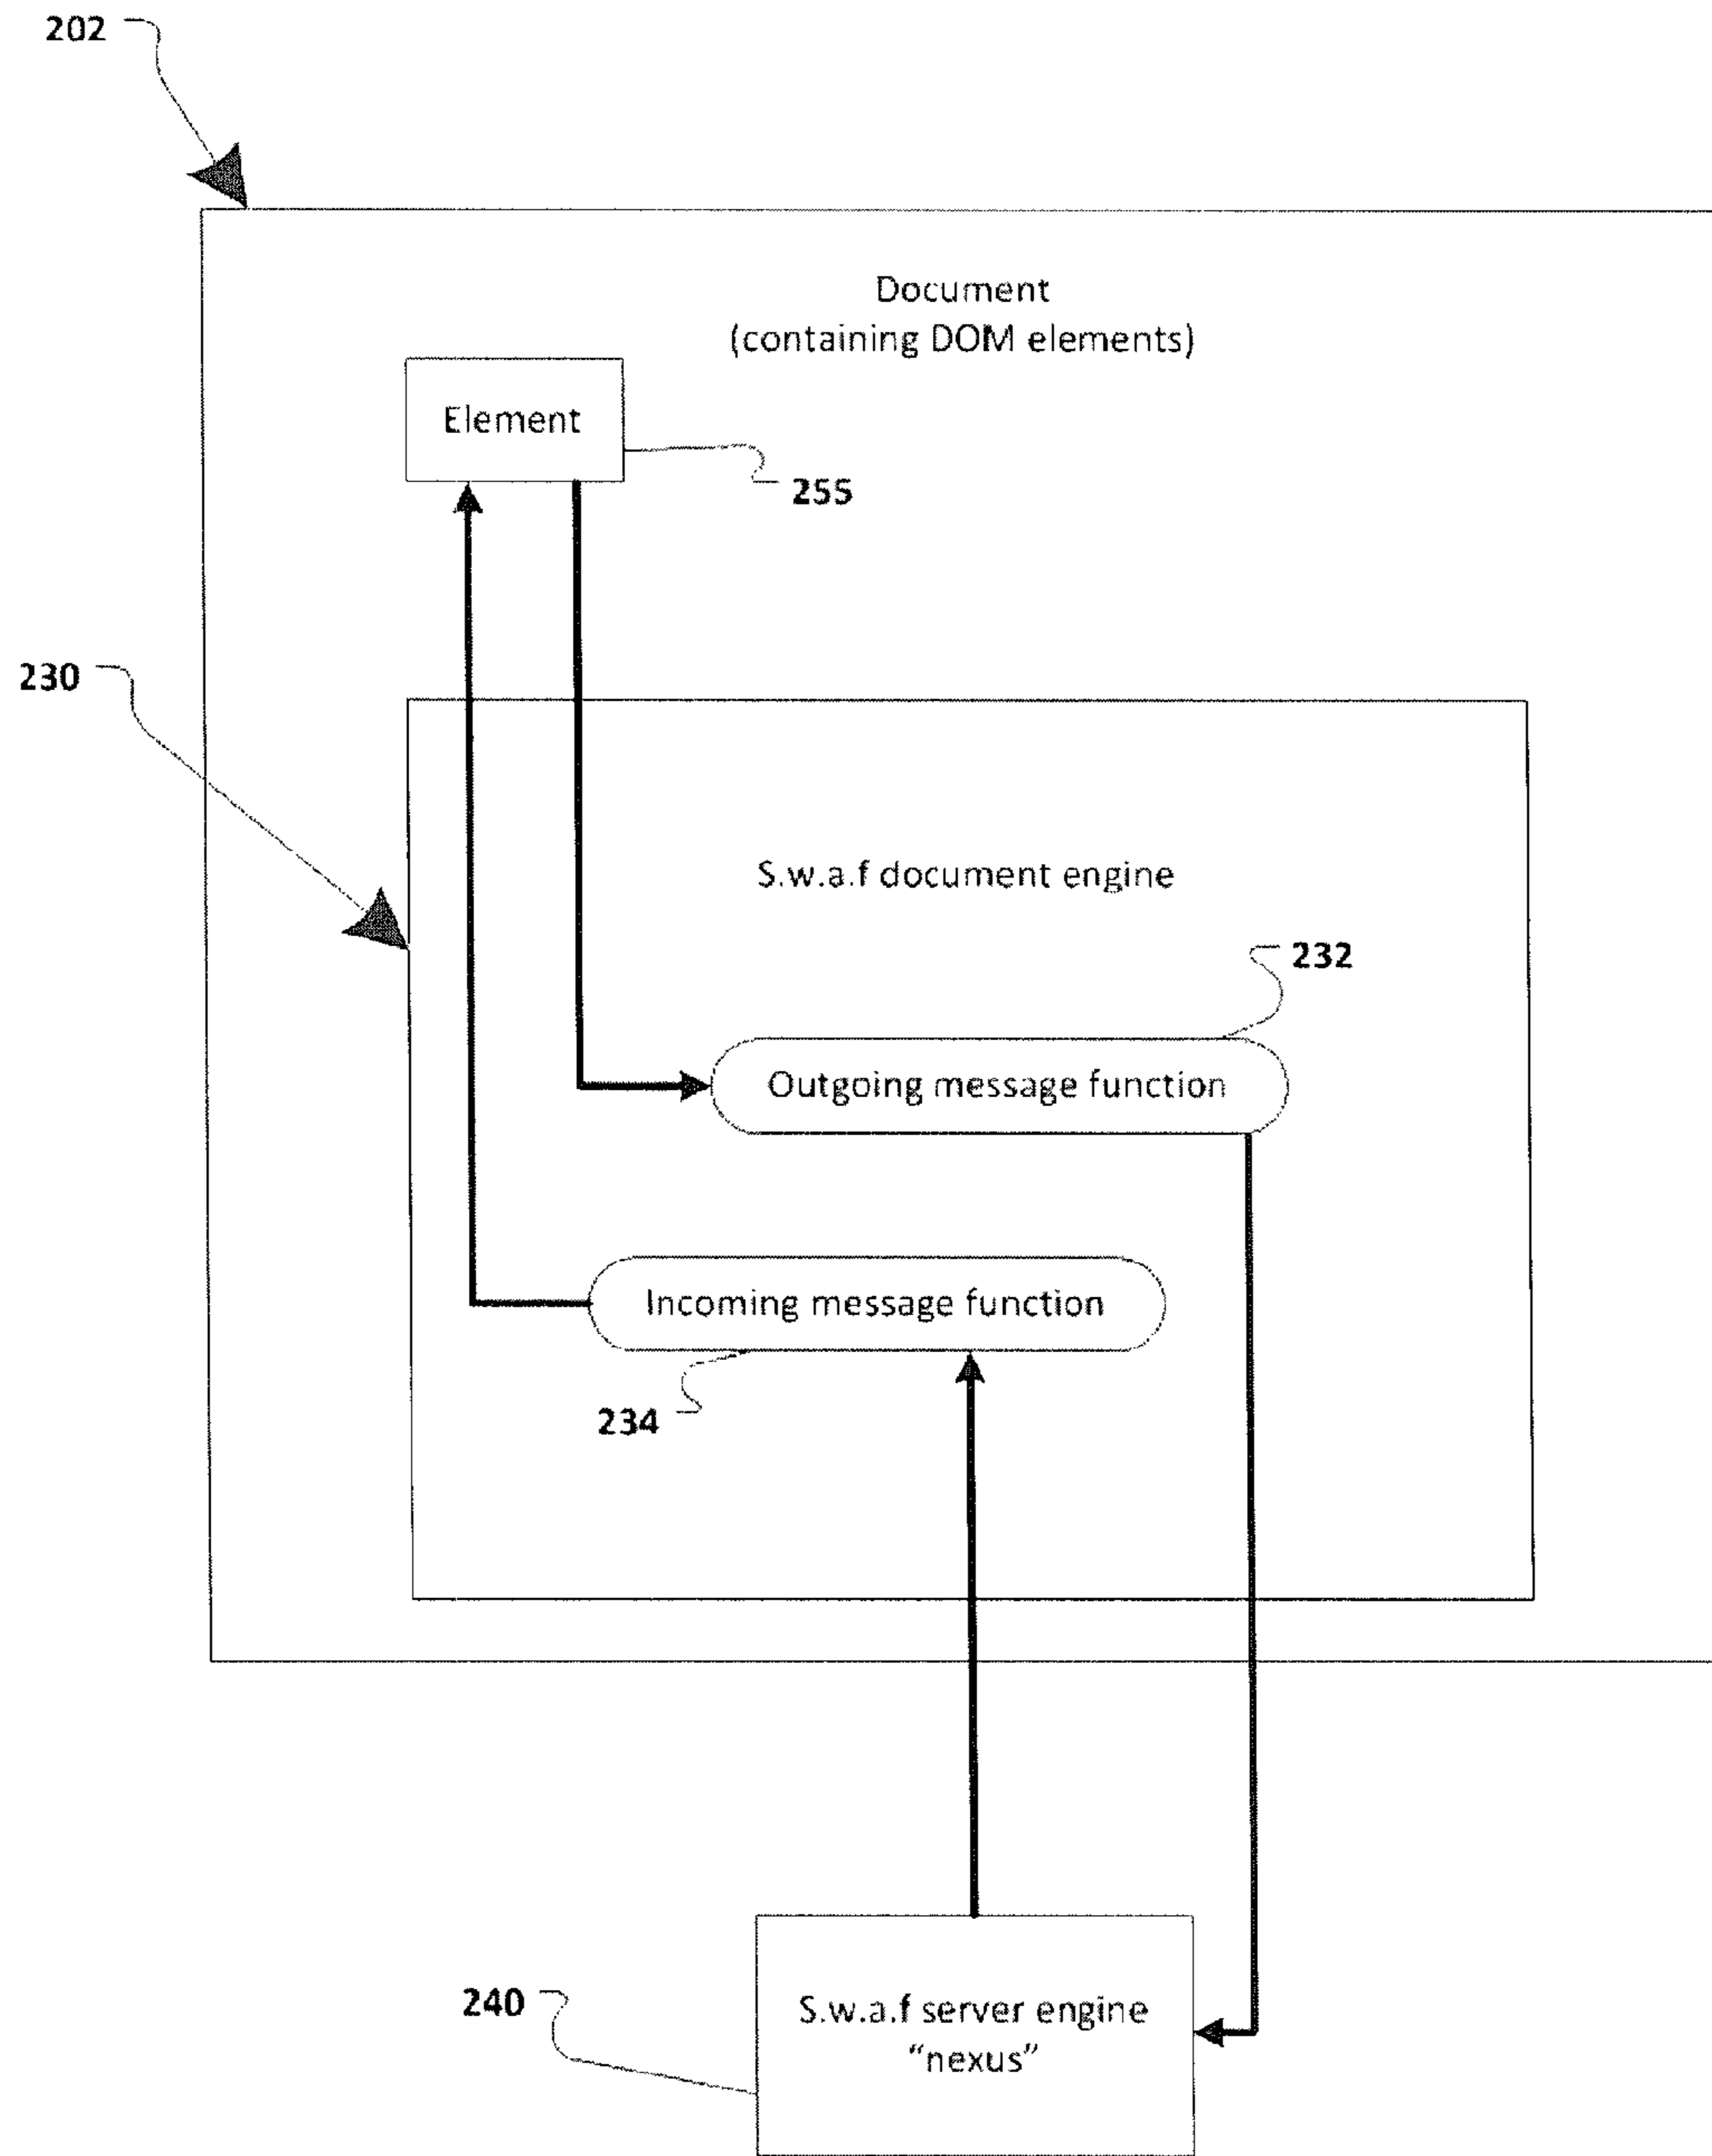 202
Document
(containing DOM elements)
Element
255
230
S.w.a.f document engine
232
Outgoing message function
Incoming message function
234
240
S.w.a.f server engine
“nexus”